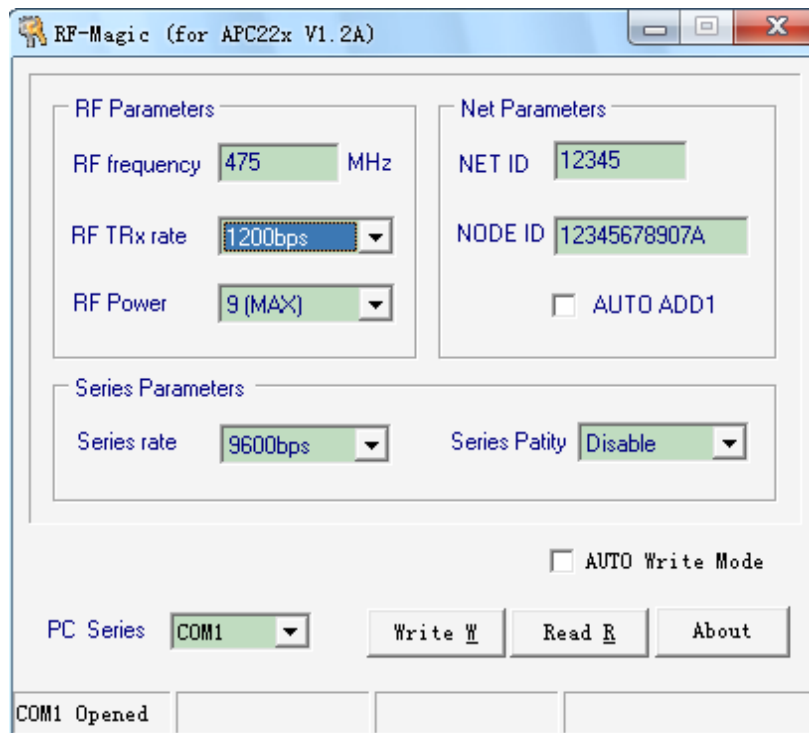 RF-Magic (for APC22x V1.2A)
RF Parameters
RF frequency 475 MHz
RF TRx rate 1200bps
RF Power 9 (MAX)
Net Parameters
NET ID 12345
NODE ID 12345678907A
AUTO ADD1
Series Parameters
Series rate 9600bps
Series Patity Disable
AUTO Write Mode
PC Series COM1
Write W
Read R
About
COM1 Opened